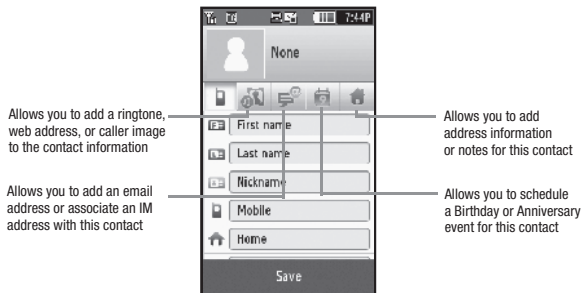 7:44P
None
First name
Last name
Nickname
Mobile
Home
Save
Allows you to add a ringtone,
web address, or caller image
to the contact information
Allows you to add an email
address or associate an IM
address with this contact
Allows you to add
address information
or notes for this contact
Allows you to schedule
a Birthday or Anniversary
event for this contact